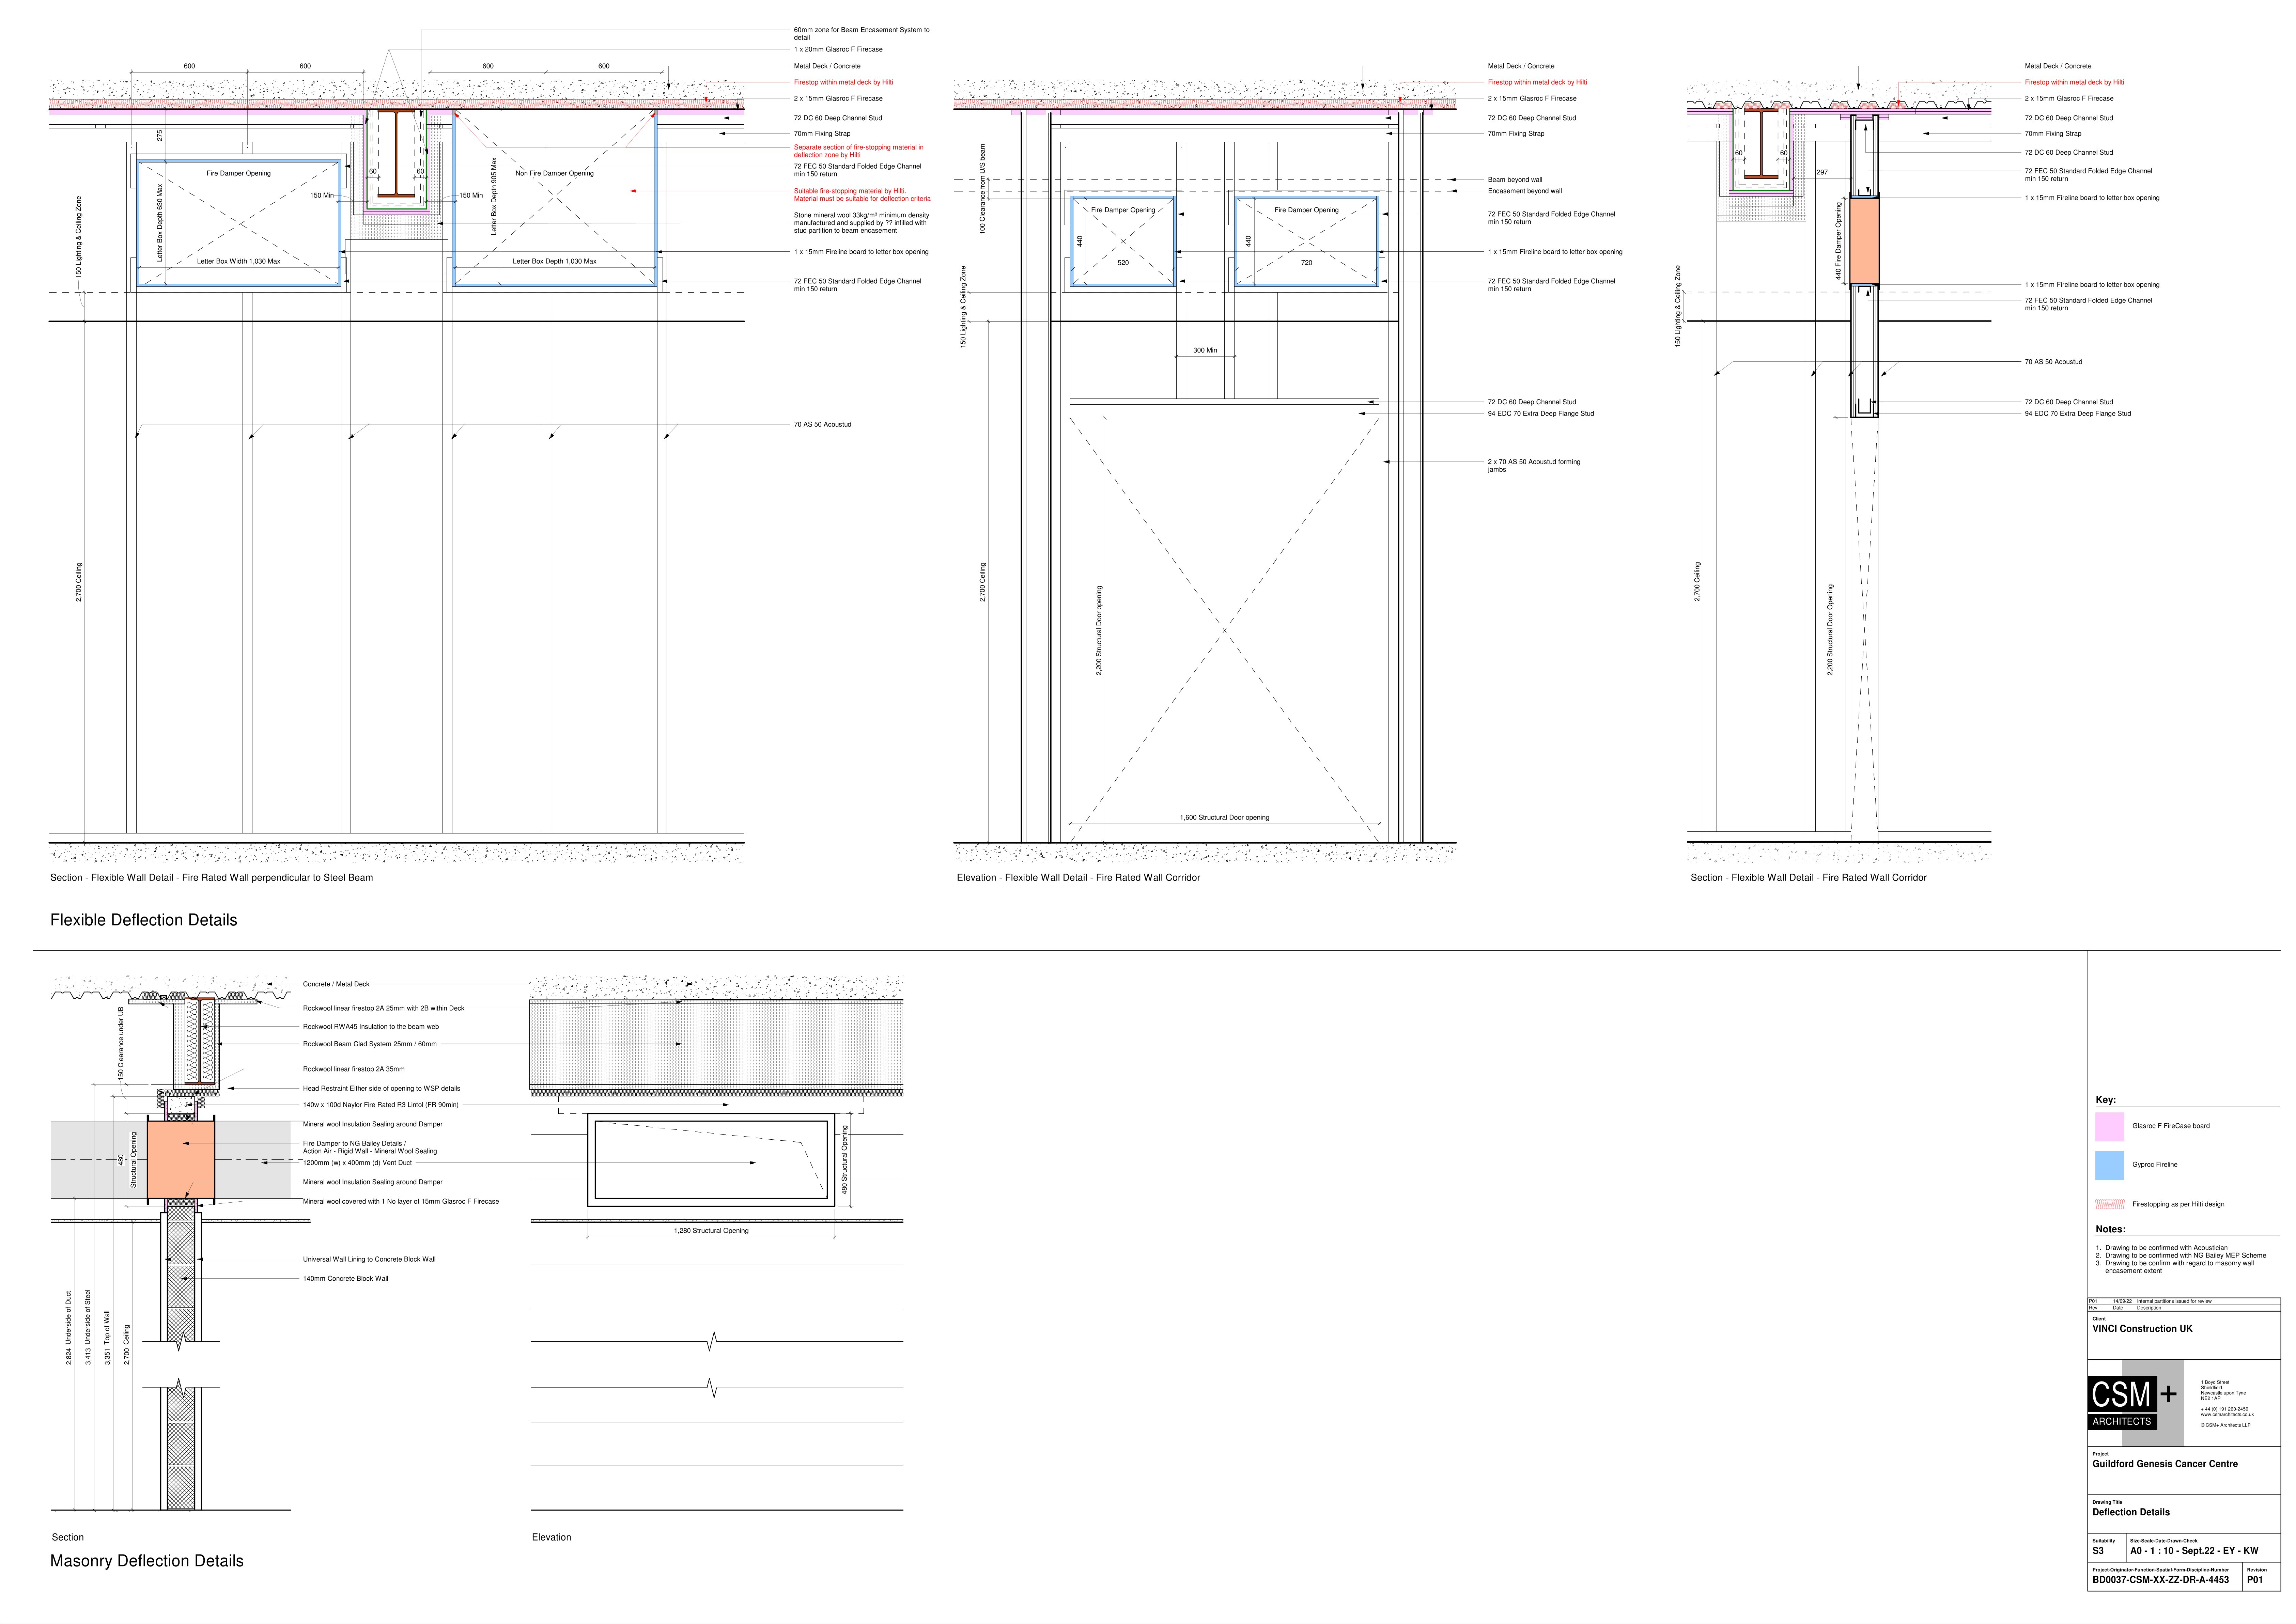 60mm zone for Beam Encasement System to
detail
1 x 20mm Glasroc F Firecase
600
600
600
600
Metal Deck / Concrete
Firestop within metal deck by Hilti
2 x 15mm Glasroc F Firecase
72 DC 60 Deep Channel Stud
70mm Fixing Strap
275
Separate section of fire-stopping material in
deflection zone by Hilti
72 FEC 50 Standard Folded Edge Channel
min 150 return
Fire Damper Opening
60
60
Non Fire Damper Opening
150 Min
150 Min
Letter Box Depth 630 Max
Letter Box Depth 905 Max
Suitable fire-stopping material by Hilti.
Material must be suitable for deflection criteria
Stone mineral wool 33kg/m³ minimum density
manufactured and supplied by ?? infilled with
stud partition to beam encasement
150 Lighting & Ceiling Zone
1 x 15mm Fireline board to letter box opening
Letter Box Width 1,030 Max
Letter Box Depth 1,030 Max
72 FEC 50 Standard Folded Edge Channel
min 150 return
70 AS 50 Acoustud
2,700 Ceiling
Section - Flexible Wall Detail - Fire Rated Wall perpendicular to Steel Beam
Metal Deck / Concrete
Firestop within metal deck by Hilti
2 x 15mm Glasroc F Firecase
72 DC 60 Deep Channel Stud
70mm Fixing Strap
100 Clearance from U/S beam
Beam beyond wall
Encasement beyond wall
Fire Damper Opening
Fire Damper Opening
72 FEC 50 Standard Folded Edge Channel
min 150 return
440
440
1 x 15mm Fireline board to letter box opening
520
720
72 FEC 50 Standard Folded Edge Channel
min 150 return
150 Lighting & Ceiling Zone
300 Min
72 DC 60 Deep Channel Stud
94 EDC 70 Extra Deep Flange Stud
2 x 70 AS 50 Acoustud forming
jambs
2,700 Ceiling
2,200 Structural Door opening
1,600 Structural Door opening
Elevation - Flexible Wall Detail - Fire Rated Wall Corridor
Metal Deck / Concrete
Firestop within metal deck by Hilti
2 x 15mm Glasroc F Firecase
72 DC 60 Deep Channel Stud
70mm Fixing Strap
60
60
72 DC 60 Deep Channel Stud
297
72 FEC 50 Standard Folded Edge Channel
min 150 return
1 x 15mm Fireline board to letter box opening
440 Fire Damper Opening
1 x 15mm Fireline board to letter box opening
72 FEC 50 Standard Folded Edge Channel
min 150 return
150 Lighting & Ceiling Zone
70 AS 50 Acoustud
72 DC 60 Deep Channel Stud
94 EDC 70 Extra Deep Flange Stud
2,700 Ceiling
2,200 Structural Door Opening
Section - Flexible Wall Detail - Fire Rated Wall Corridor
Flexible Deflection Details
Concrete / Metal Deck
Rockwool linear firestop 2A 25mm with 2B within Deck
Rockwool RWA45 Insulation to the beam web
Rockwool Beam Clad System 25mm / 60mm
150 Clearance under UB
Rockwool linear firestop 2A 35mm
Head Restraint Either side of opening to WSP details
140w x 100d Naylor Fire Rated R3 Lintol (FR 90min)
Mineral wool Insulation Sealing around Damper
Fire Damper to NG Bailey Details /
Action Air - Rigid Wall - Mineral Wool Sealing
1200mm (w) x 400mm (d) Vent Duct
480
Structural Opening
480 Structural Opening
Mineral wool Insulation Sealing around Damper
Mineral wool covered with 1 No layer of 15mm Glasroc F Firecase
1,280 Structural Opening
Universal Wall Lining to Concrete Block Wall
140mm Concrete Block Wall
2,824 Underside of Duct
3,413 Underside of Steel
3,351 Top of Wall
2,700 Ceiling
Section
Elevation
Masonry Deflection Details
Key:
Glasroc F FireCase board
Gyproc Fireline
Firestopping as per Hilti design
Notes:
1. Drawing to be confirmed with Acoustician
2. Drawing to be confirmed with NG Bailey MEP Scheme
3. Drawing to be confirm with regard to masonry wall
encasement extent
P01 14/09/22 Internal partitions issued for review
Rev Date Description
Client
VINCI Construction UK
CSM+
ARCHITECTS
1 Boyd Street
Shieldfield
Newcastle upon Tyne
NE2 1AP
+ 44 (0) 191 260-2450
www.csmarchitects.co.uk
© CSM+ Architects LLP
Project
Guildford Genesis Cancer Centre
Drawing Title
Deflection Details
Suitability
S3
Size-Scale-Date-Drawn-Check
A0 - 1 : 10 - Sept.22 - EY - KW
Project-Originator-Function-Spatial-Form-Discipline-Number
BD0037-CSM-XX-ZZ-DR-A-4453
Revision
P01